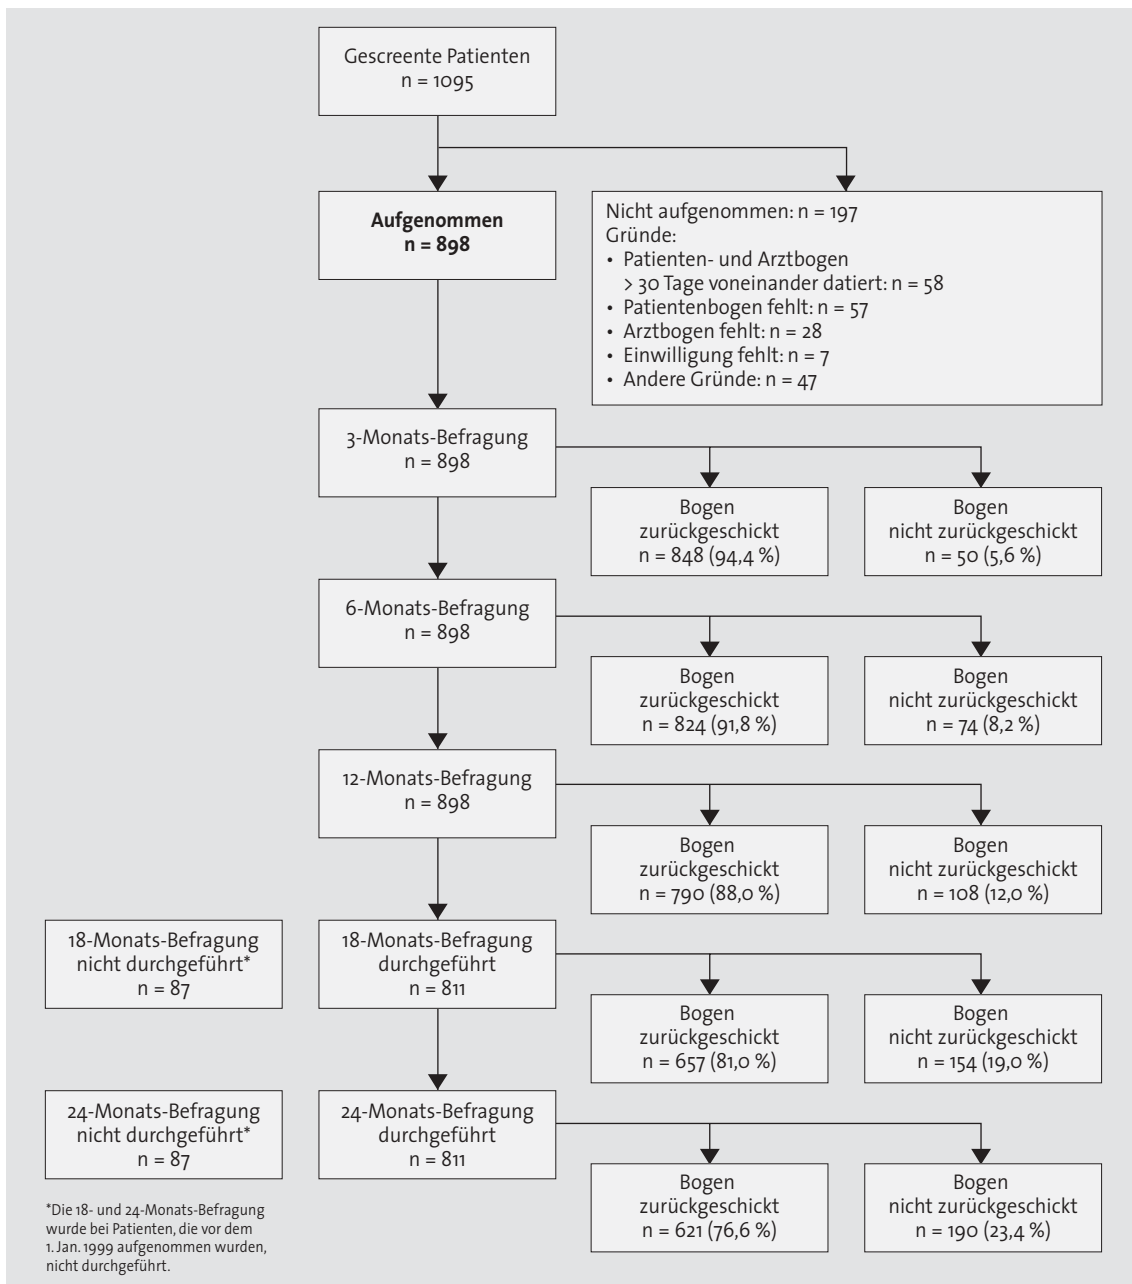 Gescreente Patienten
n = 1095
Aufgenommen
n = 898
Nicht aufgenommen: n = 197
Gründe:
• Patienten- und Arztbogen
> 30 Tage voneinander datiert: n = 58
• Patientenbogen fehlt: n = 57
• Arztbogen fehlt: n = 28
• Einwilligung fehlt: n = 7
• Andere Gründe: n = 47
3-Monats-Befragung
n = 898
Bogen
zurückgeschickt
n = 848 (94,4 %)
Bogen
nicht zurückgeschickt
n = 50 (5,6 %)
6-Monats-Befragung
n = 898
Bogen
zurückgeschickt
n = 824 (91,8 %)
Bogen
nicht zurückgeschickt
n = 74 (8,2 %)
12-Monats-Befragung
n = 898
Bogen
zurückgeschickt
n = 790 (88,0 %)
Bogen
nicht zurückgeschickt
n = 108 (12,0 %)
18-Monats-Befragung
nicht durchgeführt*
n = 87
18-Monats-Befragung
durchgeführt
n = 811
Bogen
zurückgeschickt
n = 657 (81,0 %)
Bogen
nicht zurückgeschickt
n = 154 (19,0 %)
24-Monats-Befragung
nicht durchgeführt*
n = 87
24-Monats-Befragung
durchgeführt
n = 811
Bogen
zurückgeschickt
n = 621 (76,6 %)
Bogen
nicht zurückgeschickt
n = 190 (23,4 %)
*Die 18- und 24-Monats-Befragung
wurde bei Patienten, die vor dem
1. Jan. 1999 aufgenommen wurden,
nicht durchgeführt.